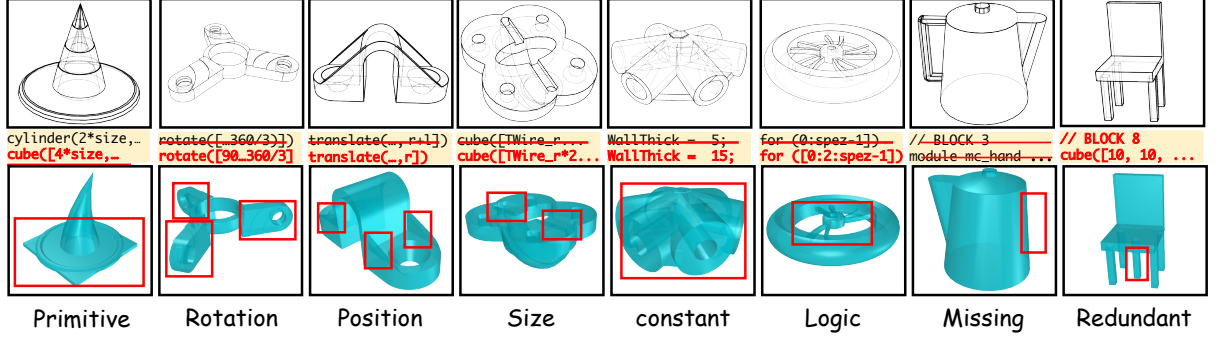 cylinder(2*size,…
cube([4*size,…
rotate([…360/3)])
rotate([90…360/3]
translate(…, r+l])
translate(…,r])
cube([TWire_r...
cube([TWire_r*2...
WallThick = 5;
WallThick = 15;
for (0:spez-1])
for ([0:2:spez-1])
// BLOCK 3
module mc_hand ...
// BLOCK 8
cube([10, 10, ...
Primitive
Rotation
Position
Size
constant
Logic
Missing
Redundant